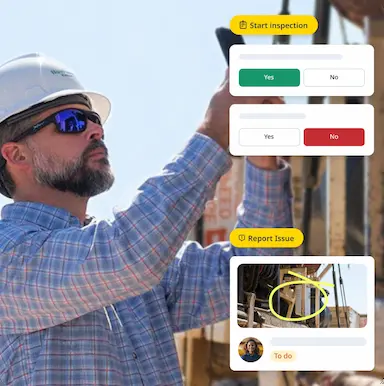 Start inspection
Yes
No
Yes
No
Report Issue
To do